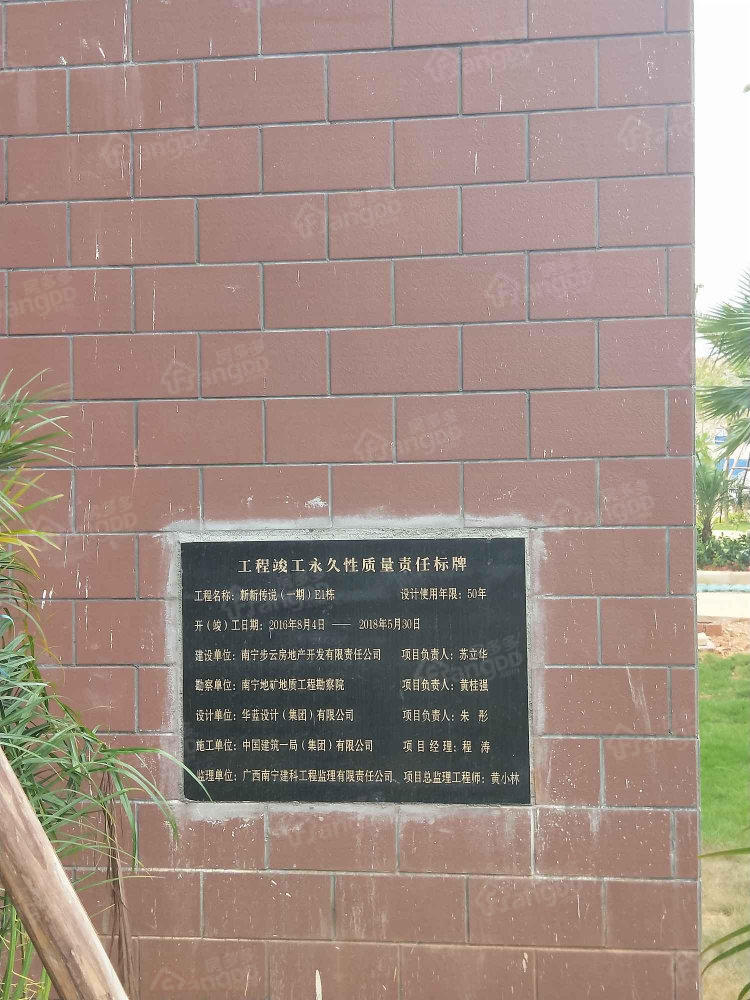 工程竣工永久性质量责任标牌
工程名称：新新传说（一期）E1栋 设计使用年限：50年
开（竣）工日期：2016年8月4日 —— 2018年5月30日
建设单位：南宁步云房地产开发有限责任公司 项目负责人：苏立华
勘察单位：南宁地矿地质工程勘察院 项目负责人：黄桂强
设计单位：华蓝设计（集团）有限公司 项目负责人：朱 彤
施工单位：中国建筑一局（集团）有限公司 项目经理：程 涛
监理单位：广西南宁建科工程监理有限责任公司 项目总监理工程师：黄小林